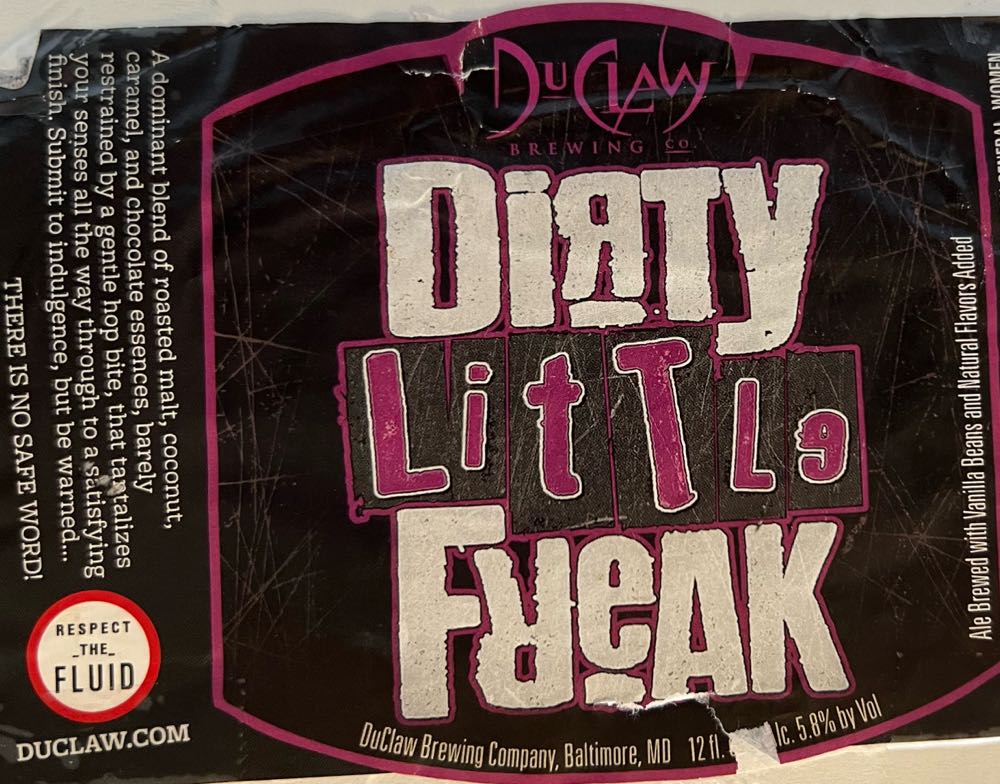 A dominant blend of roasted malt, coconut,
caramel, and chocolate essences, barely
restrained by a gentle hop bite, that tantalizes
your senses all the way through to a satisfying
finish. Submit to indulgence, but be warned...
THERE IS NO SAFE WORD!
RESPECT
THE
FLUID
DUCLAW.COM
DUCLAW
BREWING CO.
DiRTY
LitTLe
FReAK
DuClaw Brewing Company, Baltimore, MD 12 fl. lc. 5.8% by Vol
Ale Brewed with Vanilla Beans and Natural Flavors Added
WOMEN